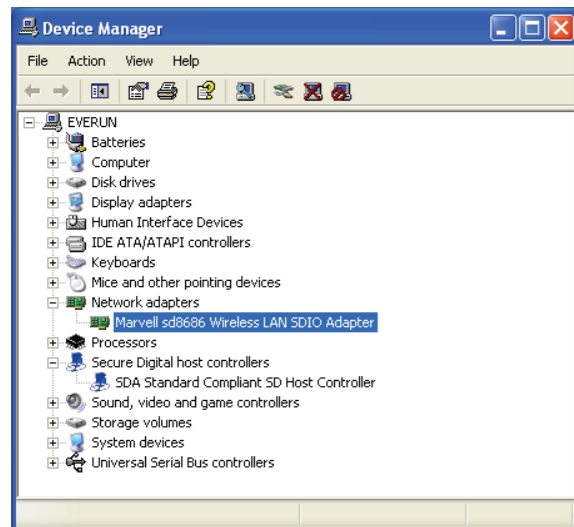 Device Manager
File Action View Help
EVERUN
Batteries
Computer
Disk drives
Display adapters
Human Interface Devices
IDE ATA/ATAPI controllers
Keyboards
Mice and other pointing devices
Network adapters
Marvell sd8686 Wireless LAN SDIO Adapter
Processors
Secure Digital host controllers
SDA Standard Compliant SD Host Controller
Sound, video and game controllers
Storage volumes
System devices
Universal Serial Bus controllers